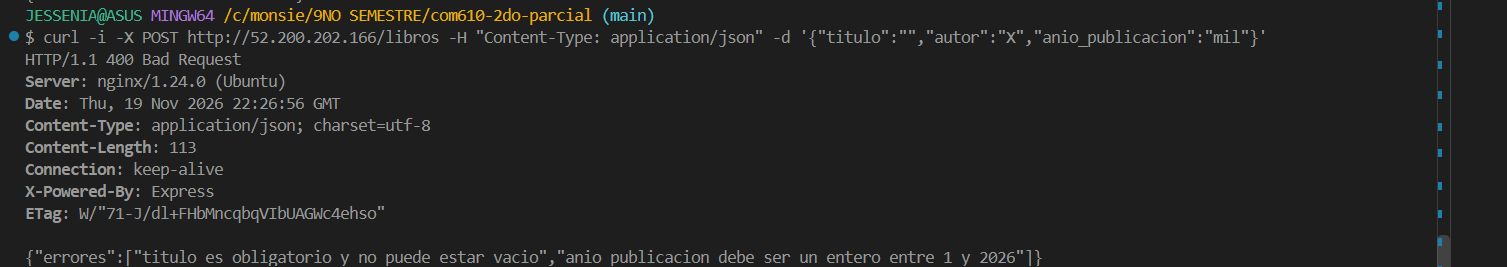 JESSENIA@ASUS MINGW64 /c/monsie/9NO SEMESTRE/com610-2do-parcial (main)
$ curl -i -X POST http://52.200.202.166/libros -H "Content-Type: application/json" -d '{"titulo":"","autor":"X","anio_publicacion":"mil"}'
HTTP/1.1 400 Bad Request
Server: nginx/1.24.0 (Ubuntu)
Date: Thu, 19 Nov 2026 22:26:56 GMT
Content-Type: application/json; charset=utf-8
Content-Length: 113
Connection: keep-alive
X-Powered-By: Express
ETag: W/"71-J/dl+FHbMncqbqVIbUAGWc4ehso"
{"errores":["titulo es obligatorio y no puede estar vacio","anio_publicacion debe ser un entero entre 1 y 2026"]}